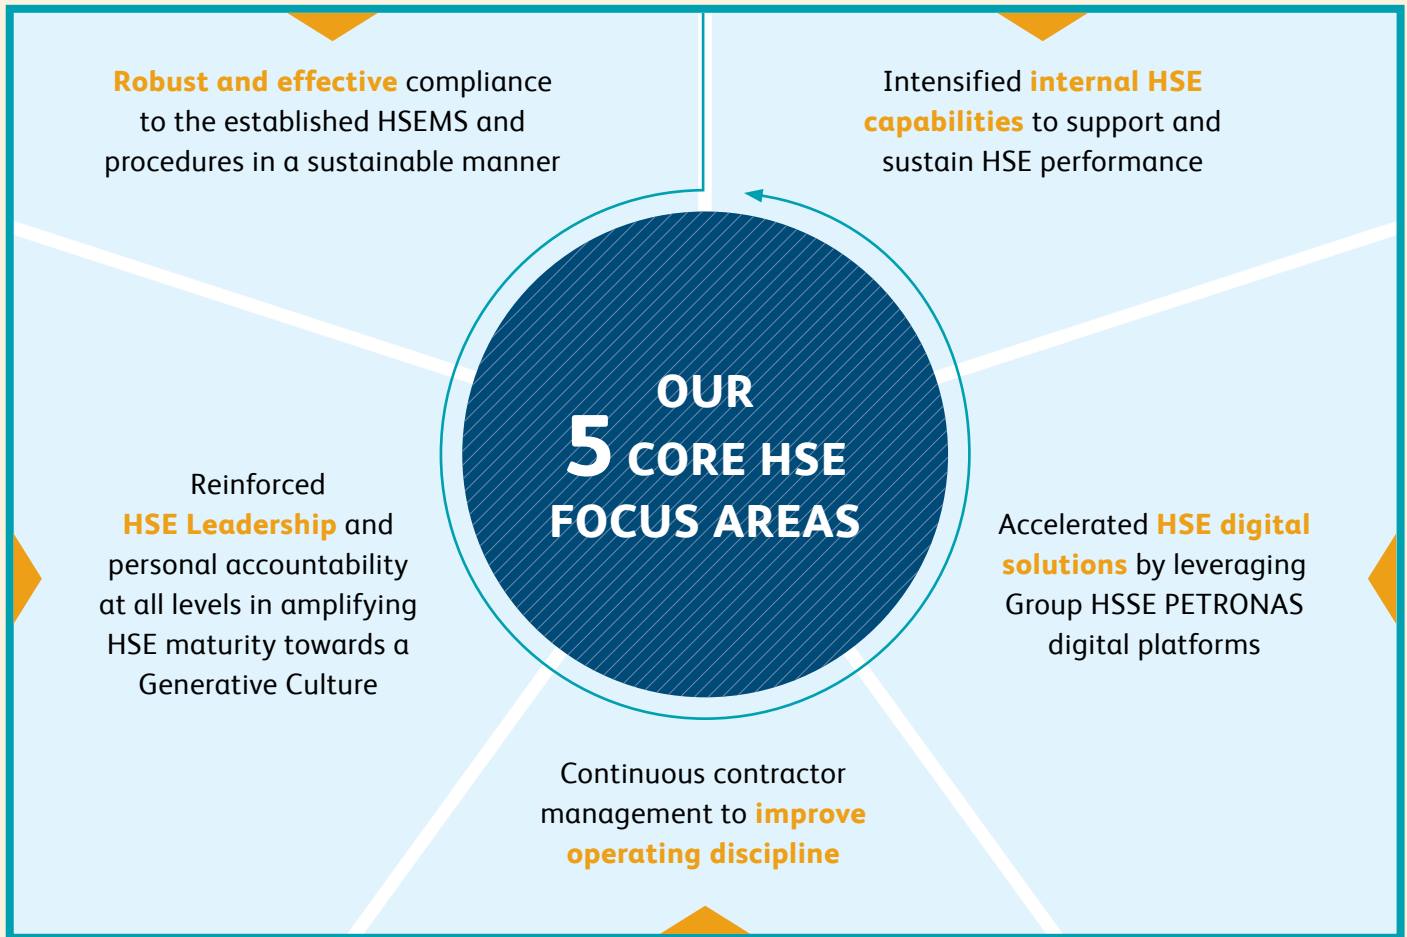 Robust and effective compliance
to the established HSEMS and
procedures in a sustainable manner
Intensified internal HSE
capabilities to support and
sustain HSE performance
OUR
5 CORE HSE
FOCUS AREAS
Reinforced
HSE Leadership and
personal accountability
at all levels in amplifying
HSE maturity towards a
Generative Culture
Accelerated HSE digital
solutions by leveraging
Group HSSE PETRONAS
digital platforms
Continuous contractor
management to improve
operating discipline